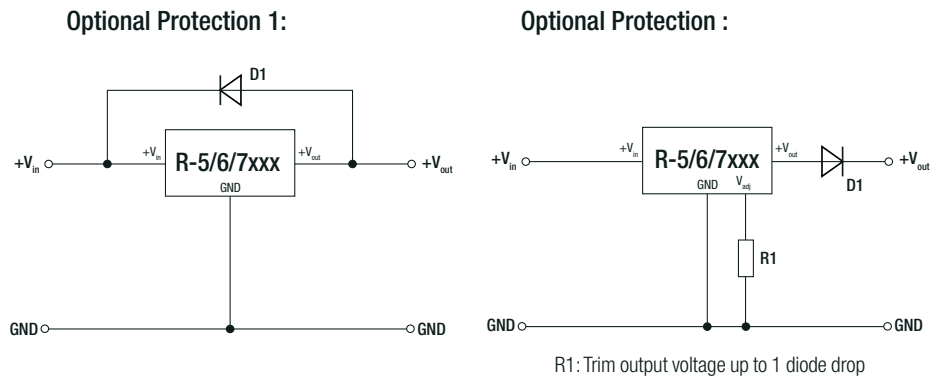 Optional Protection 1:
D1
+Vin
+Vin
R-5/6/7xxx
+Vout
+Vout
GND
GND
GND
Optional Protection :
+Vin
+Vin
R-5/6/7xxx
+Vout
+Vout
GND
Vadj
D1
R1
GND
GND
R1: Trim output voltage up to 1 diode drop